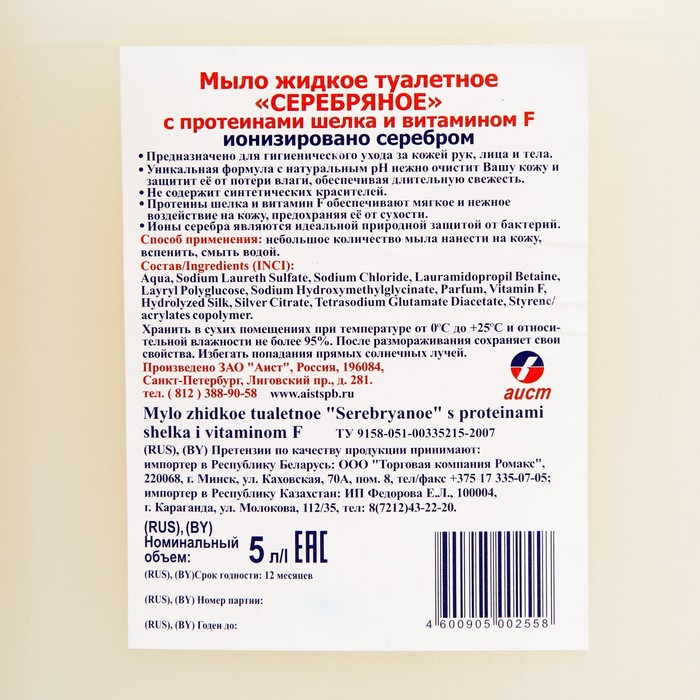 Мыло жидкое туалетное
«СЕРЕБРЯНОЕ»
с протеинами шелка и витамином F
ионизировано серебром
• Предназначено для гигиенического ухода за кожей рук, лица и тела.
• Уникальная формула с натуральным pH нежно очистит Вашу кожу и
защитит её от потери влаги, обеспечивая длительную свежесть.
• Не содержит синтетических красителей.
• Протеины шелка и витамин F обеспечивают мягкое и нежное
воздействие на кожу, предохраняя её от сухости.
• Ионы серебра являются идеальной природной защитой от бактерий.
Способ применения: небольшое количество мыла нанести на кожу,
вспенить, смыть водой.
Состав/Ingredients (INCI):
Aqua, Sodium Laureth Sulfate, Sodium Chloride, Lauramidopropil Betaine,
Layryl Polyglucose, Sodium Hydroxymethylglycinate, Parfum, Vitamin F,
Hydrolyzed Silk, Silver Citrate, Tetrasodium Glutamate Diacetate, Styrene/
acrylates copolymer.
Хранить в сухих помещениях при температуре от 0°С до +25°С и относи-
тельной влажности не более 95%. После размораживания сохраняет свои
свойства. Избегать попадания прямых солнечных лучей.
Произведено ЗАО "Аист", Россия, 196084,
Санкт-Петербург, Лиговский пр., д. 281.
тел. ( 812 ) 388-90-58 www.aistspb.ru
аист
Mylo zhidkoe tualetnoe "Serebryanoe" s proteinami
shelka i vitaminom F ТУ 9158-051-00335215-2007
(RUS), (BY) Претензии по качеству продукции принимают:
импортер в Республику Беларусь: ООО "Торговая компания Ромакс",
220068, г. Минск, ул. Каховская, 70А, пом. 8, тел/факс +375 17 335-07-05;
импортер в Республику Казахстан: ИП Федорова Е.Л., 100004,
г. Караганда, ул. Молокова, 112/35, тел: 8(7212)43-22-20.
(RUS), (BY)
Номинальный
объем: 5 л/l EAC
(RUS), (BY)Срок годности: 12 месяцев
(RUS), (BY) Номер партии:
(RUS), (BY) Годен до:
4 600905 002558